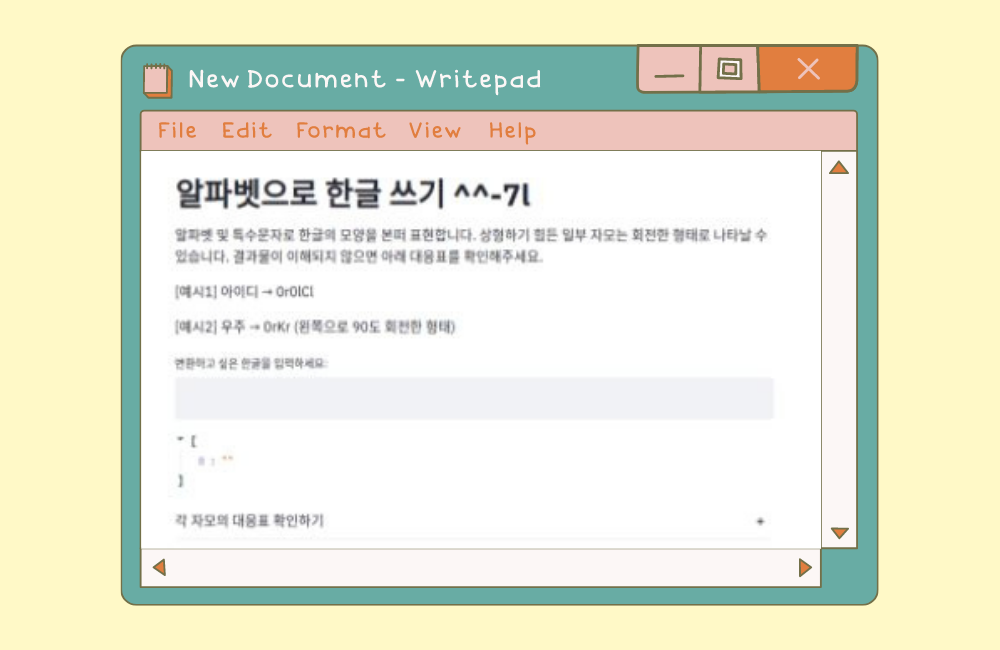 New Document - Writepad
File Edit Format View Help
알파벳으로 한글 쓰기 ^^-7l
알파벳 및 특수문자로 한글의 모양을 본떠 표현합니다. 상형하기 힘든 일부 자모는 회전한 형태로 나타날 수
있습니다. 결과물이 이해되지 않으면 아래 대응표를 확인해주세요.
[예시1] 아이디 → OrOlCl
[예시2] 우주 → OrKr (왼쪽으로 90도 회전한 형태)
변환하고 싶은 한글을 입력하세요:
[
0 : ""
]
각 자모의 대응표 확인하기 +